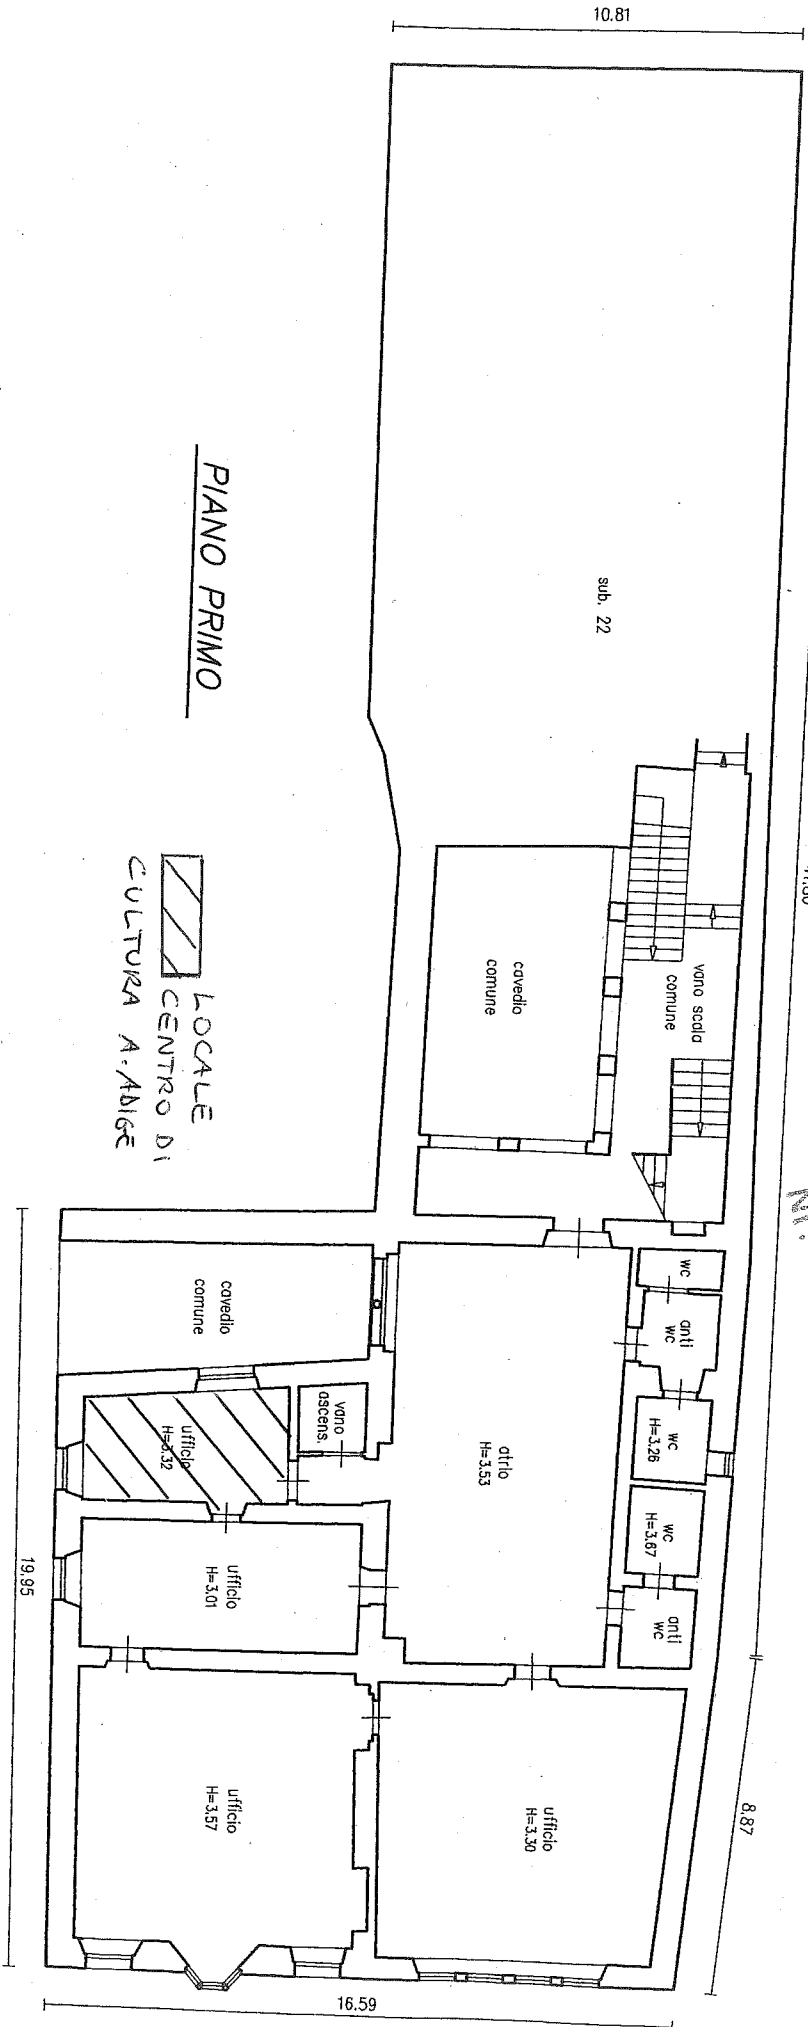 10.81
sub. 22
PIANO PRIMO
vano scala
comune
cavedio
comune
LOCALE
CENTRO DI
CULTURA A. ADIGE
cavedio
comune
wc
anti
wc
vano
ascens.
wc
H=3.26
atrio
H=3.53
ufficio
H=3.32
wc
H=3.67
ufficio
H=3.01
anti
wc
19.95
8.87
ufficio
H=3.57
ufficio
H=3.30
16.59